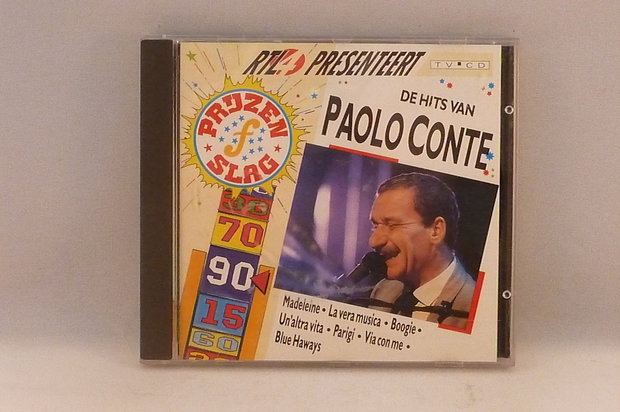 RTL4 PRESENTEERT
TV•CD
DE HITS VAN
PAOLO CONTE
PRIJZEN
f
SLAG
70
90
15
60
Madeleine • La vera musica • Boogie •
Un'altra vita • Parigi • Via con me •
Blue Haways